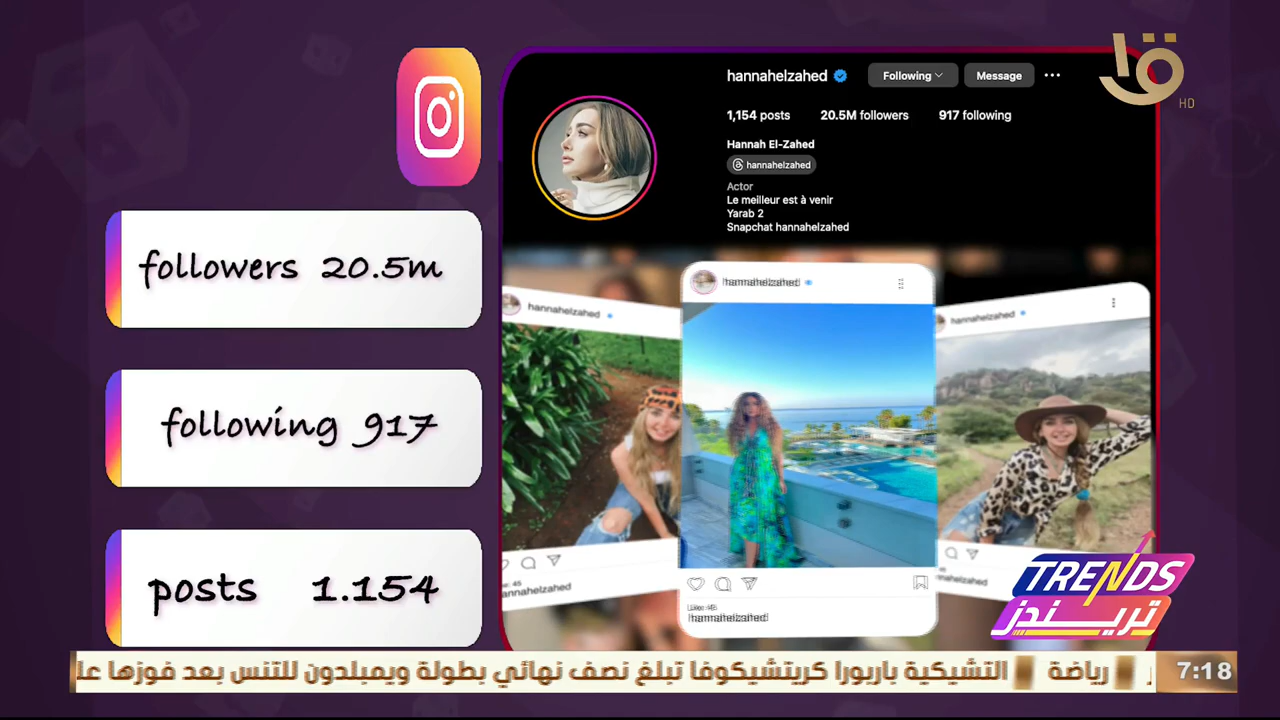 HD
hannahelzahed
Following
Message
1,154 posts 20.5M followers 917 following
Hannah El-Zahed
hannahelzahed
Actor
Le meilleur est à venir
Yarab 2
Snapchat hannahelzahed
followers 20.5m
following 917
posts 1.154
hannahelzahed
hannahelzahed
hannahelzahed
hannahelzahed
TRENDS
تريندز
رياضة التشيكية باربورا كريتشيكوفا تبلغ نصف نهائي بطولة ويمبلدون للتنس بعد فوزها
7:18